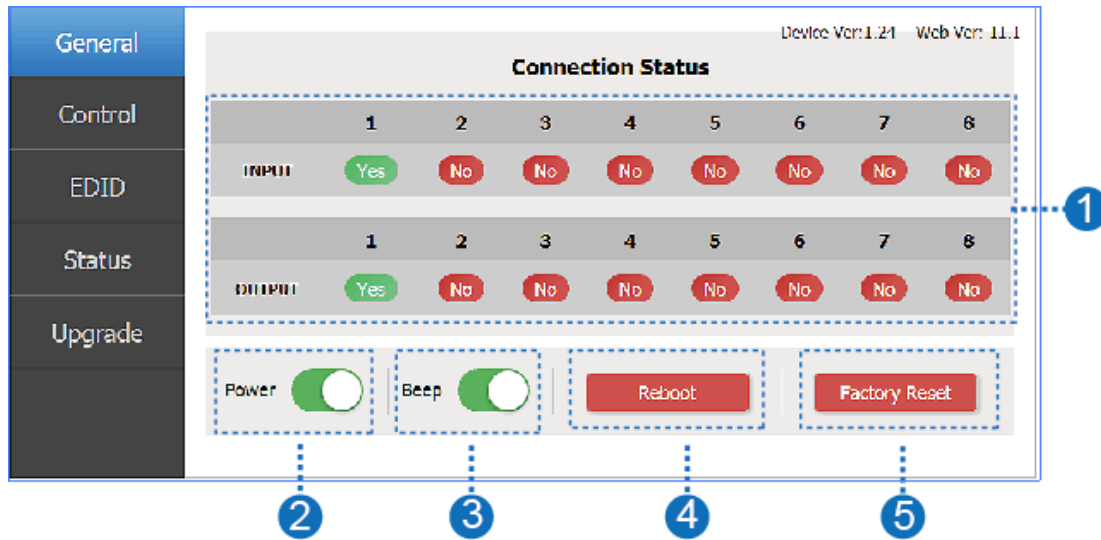 General
Control
EDID
Status
Upgrade
Device Ver:1.24 Web Ver: 11.1
Connection Status
1 2 3 4 5 6 7 8
INPUT Yes No No No No No No No
1 2 3 4 5 6 7 8
OUTPUT Yes No No No No No No No
1
Power Beep Reboot Factory Reset
2 3 4 5